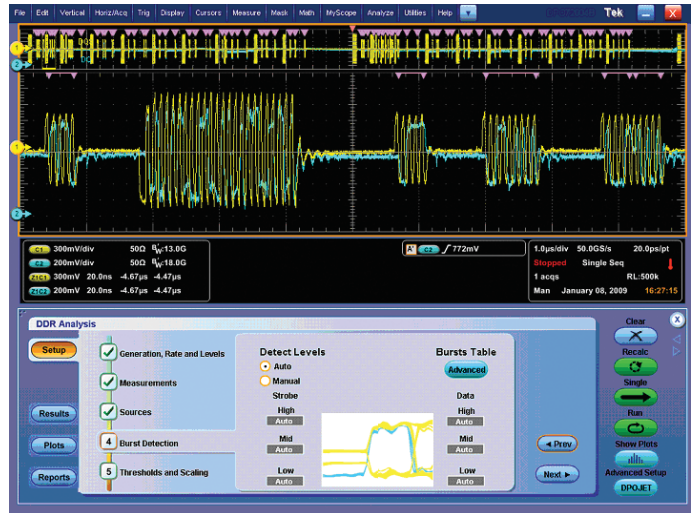 File Edit Vertical Horiz/Acq Trig Display Cursors Measure Mask Math MyScope Analyze Utilities Help Tek
1
2
1
2
C1 300mV/div 50Ω BW:13.0G
C2 200mV/div 50Ω BW:18.0G
Z1C1 300mV 20.0ns -4.67µs -4.47µs
Z1C2 200mV 20.0ns -4.67µs -4.47µs
A' C2 772mV
1.0µs/div 50.0GS/s 20.0ps/pt
Stopped Single Seq
1 acqs RL:500k
Man January 08, 2009 16:27:15
DDR Analysis
Setup
Results
Plots
Reports
Generation, Rate and Levels
Measurements
Sources
4 Burst Detection
5 Thresholds and Scaling
Detect Levels
Auto
Manual
Strobe
High
Auto
Mid
Auto
Low
Auto
Bursts Table
Advanced
Data
High
Auto
Mid
Auto
Low
Auto
Prev
Next
Clear
Recalc
Single
Run
Show Plots
Advanced Setup
DPOJET